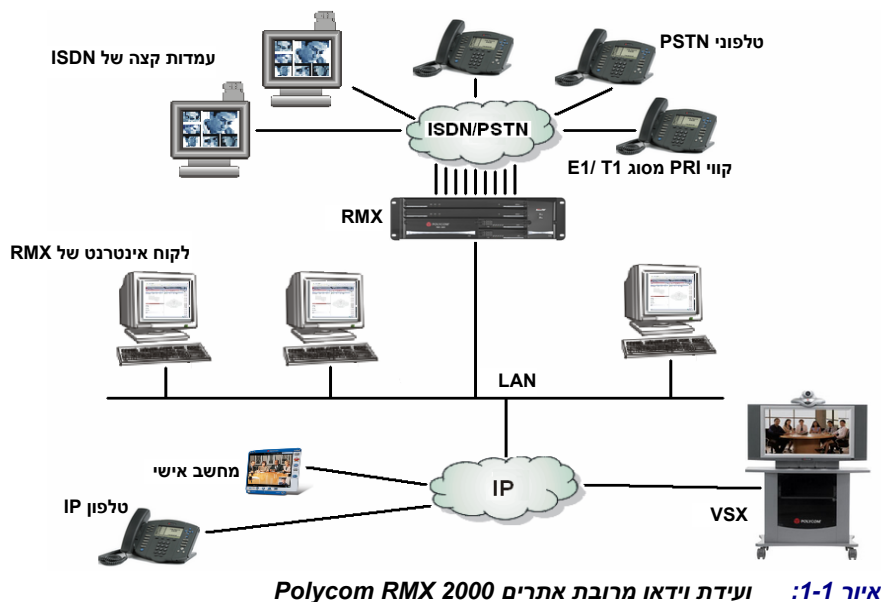 טלפוני PSTN
עמדות קצה של ISDN
ISDN/PSTN
קווי PRI מסוג E1/ T1
RMX
לקוח אינטרנט של RMX
LAN
מחשב אישי
IP
טלפון IP
VSX
POLYCOM
איור 1-1: ועידת וידאו מרובת אתרים Polycom RMX 2000